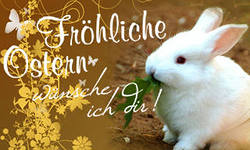 Fröhliche
Ostern
wünsche
ich dir!